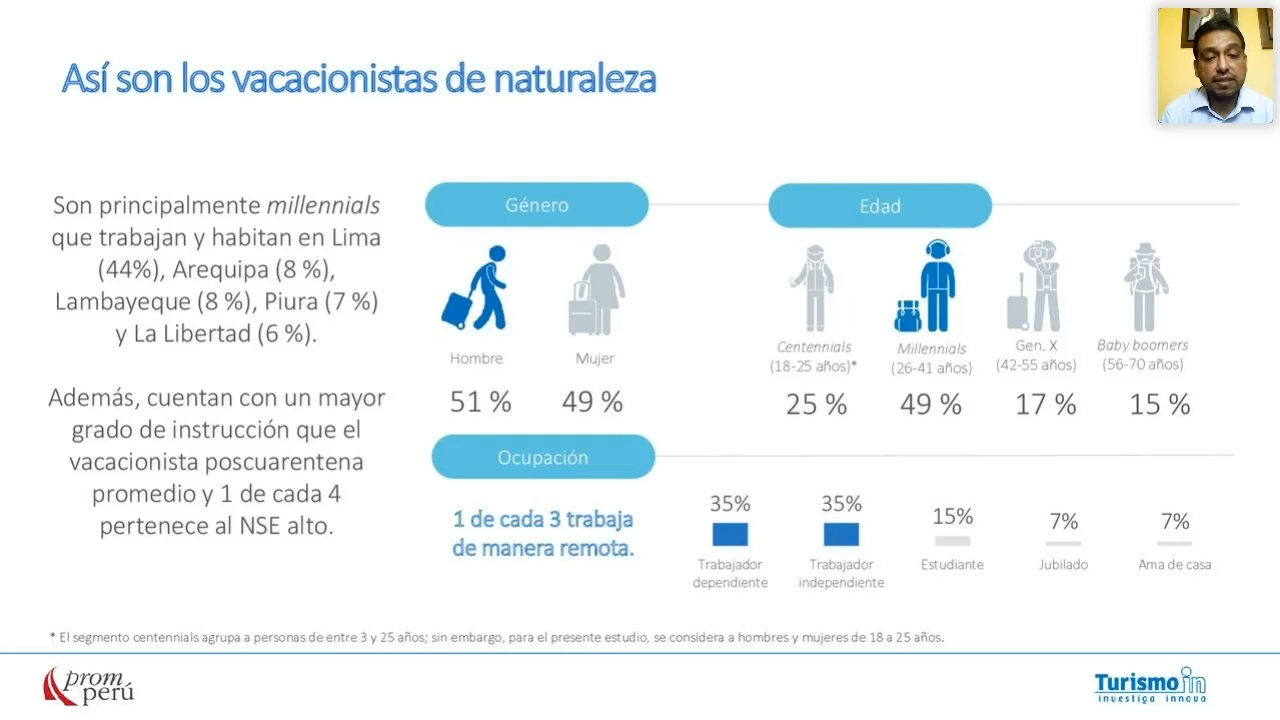 Así son los vacacionistas de naturaleza
Son principalmente millennials
que trabajan y habitan en Lima
(44%), Arequipa (8 %),
Lambayeque (8 %), Piura (7 %)
y La Libertad (6 %).
Además, cuentan con un mayor
grado de instrucción que el
vacacionista poscuarentena
promedio y 1 de cada 4
pertenece al NSE alto.
Género
Hombre
Mujer
51 %
49 %
Edad
Centennials
(18-25 años)*
Millennials
(26-41 años)
Gen. X
(42-55 años)
Baby boomers
(56-70 años)
25 %
49 %
17 %
15 %
Ocupación
1 de cada 3 trabaja
de manera remota.
35%
35%
15%
7%
7%
Trabajador
dependiente
Trabajador
independiente
Estudiante
Jubilado
Ama de casa
* El segmento centennials agrupa a personas de entre 3 y 25 años; sin embargo, para el presente estudio, se considera a hombres y mujeres de 18 a 25 años.
prom
perú
Turismo in
investiga innova